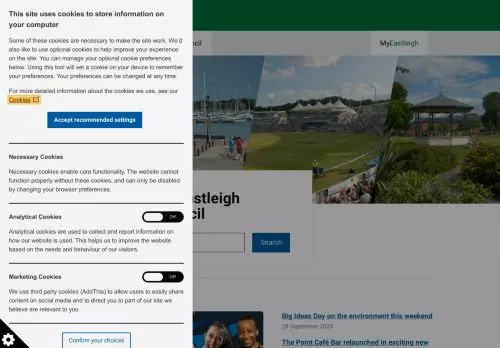 This site uses cookies to store information on
your computer
Some of these cookies are necessary to make the site work. We'd
also like to use optional cookies to help improve your experience
on the site. You can manage your optional cookie preferences
below. Using this tool will set a cookie on your device to remember
your preferences. Your preferences can be changed at any time.
For more detailed information about the cookies we use, see our
Cookies
Accept recommended settings
Necessary Cookies
Necessary cookies enable core functionality. The website cannot
function properly without these cookies, and can only be disabled
by changing your browser preferences.
Analytical Cookies
Off
Analytical cookies are used to collect and report information on
how our website is used. This helps us to improve the website
based on the needs and behaviour of our visitors.
Marketing Cookies
Off
We use third party cookies (AddThis) to allow users to easily share
content on social media and to direct you to part of our site we
believe are relevant to you
Confirm your choices
cil
MyEastleigh
astleigh
cil
Search
Big Ideas Day on the environment this weekend
29 September 2023
The Point Café Bar relaunched in exciting new